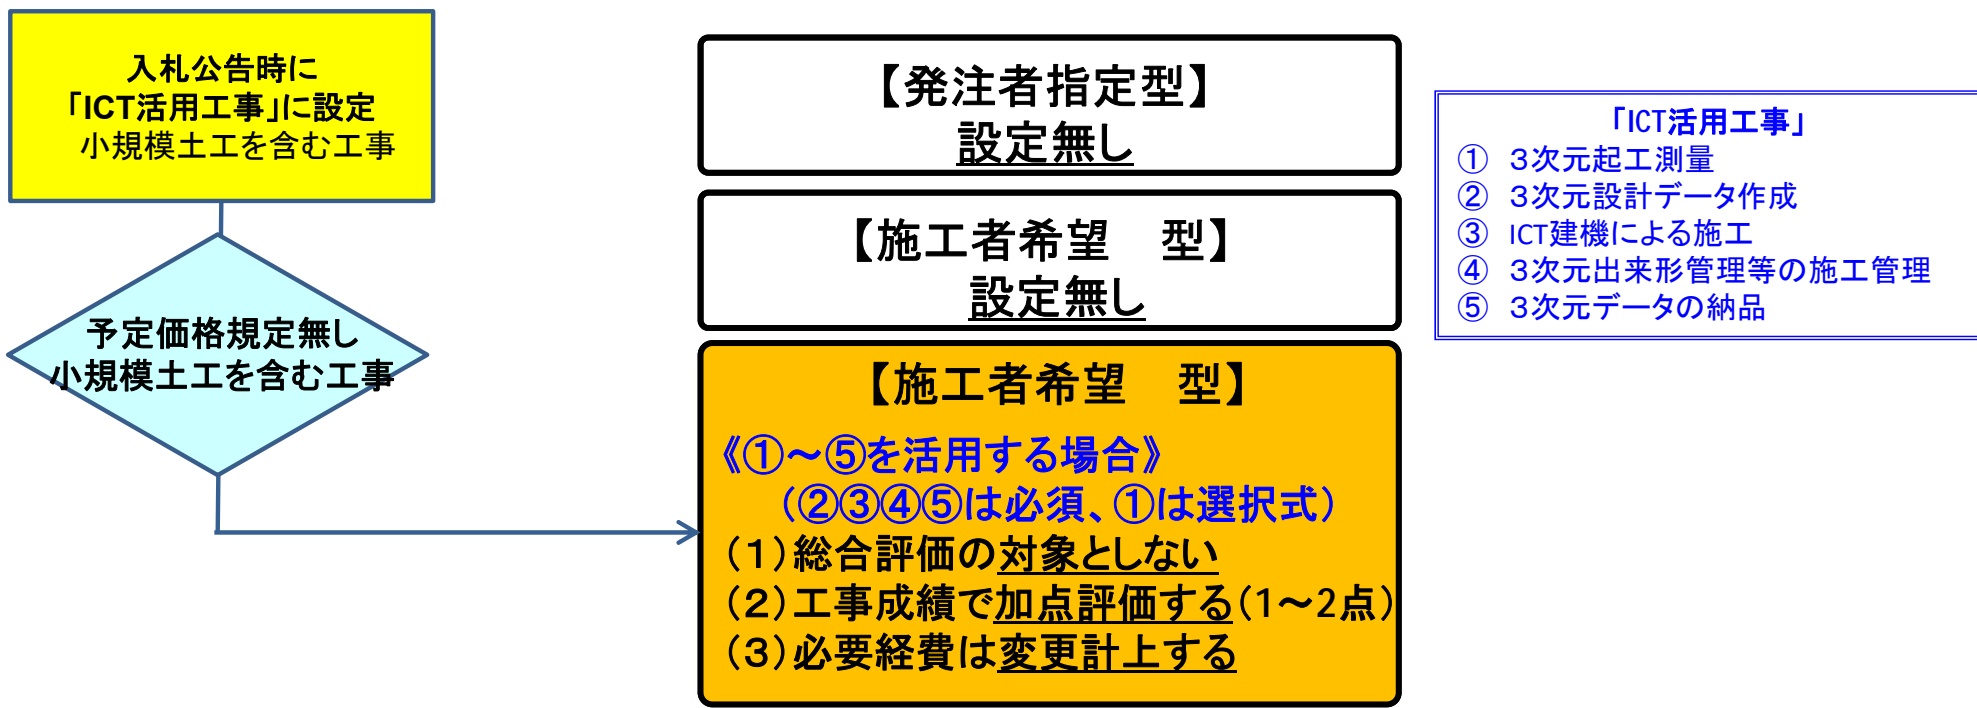 入札公告時に
「ICT活用工事」に設定
小規模土工を含む工事
予定価格規定無し
小規模土工を含む工事
【発注者指定型】
設定無し
【施工者希望　型】
設定無し
【施工者希望　型】
《①～⑤を活用する場合》
（②③④⑤は必須、①は選択式）
（１）総合評価の対象としない
（２）工事成績で加点評価する（1～2点）
（３）必要経費は変更計上する
「ICT活用工事」
①　３次元起工測量
②　３次元設計データ作成
③　ICT建機による施工
④　３次元出来形管理等の施工管理
⑤　３次元データの納品